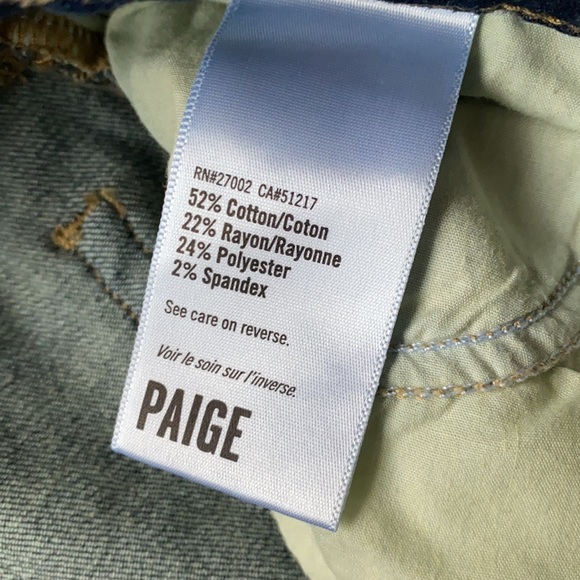 RN#27002 CA#51217
52% Cotton/Coton
22% Rayon/Rayonne
24% Polyester
2% Spandex
See care on reverse.
Voir le soin sur l'inverse.
PAIGE